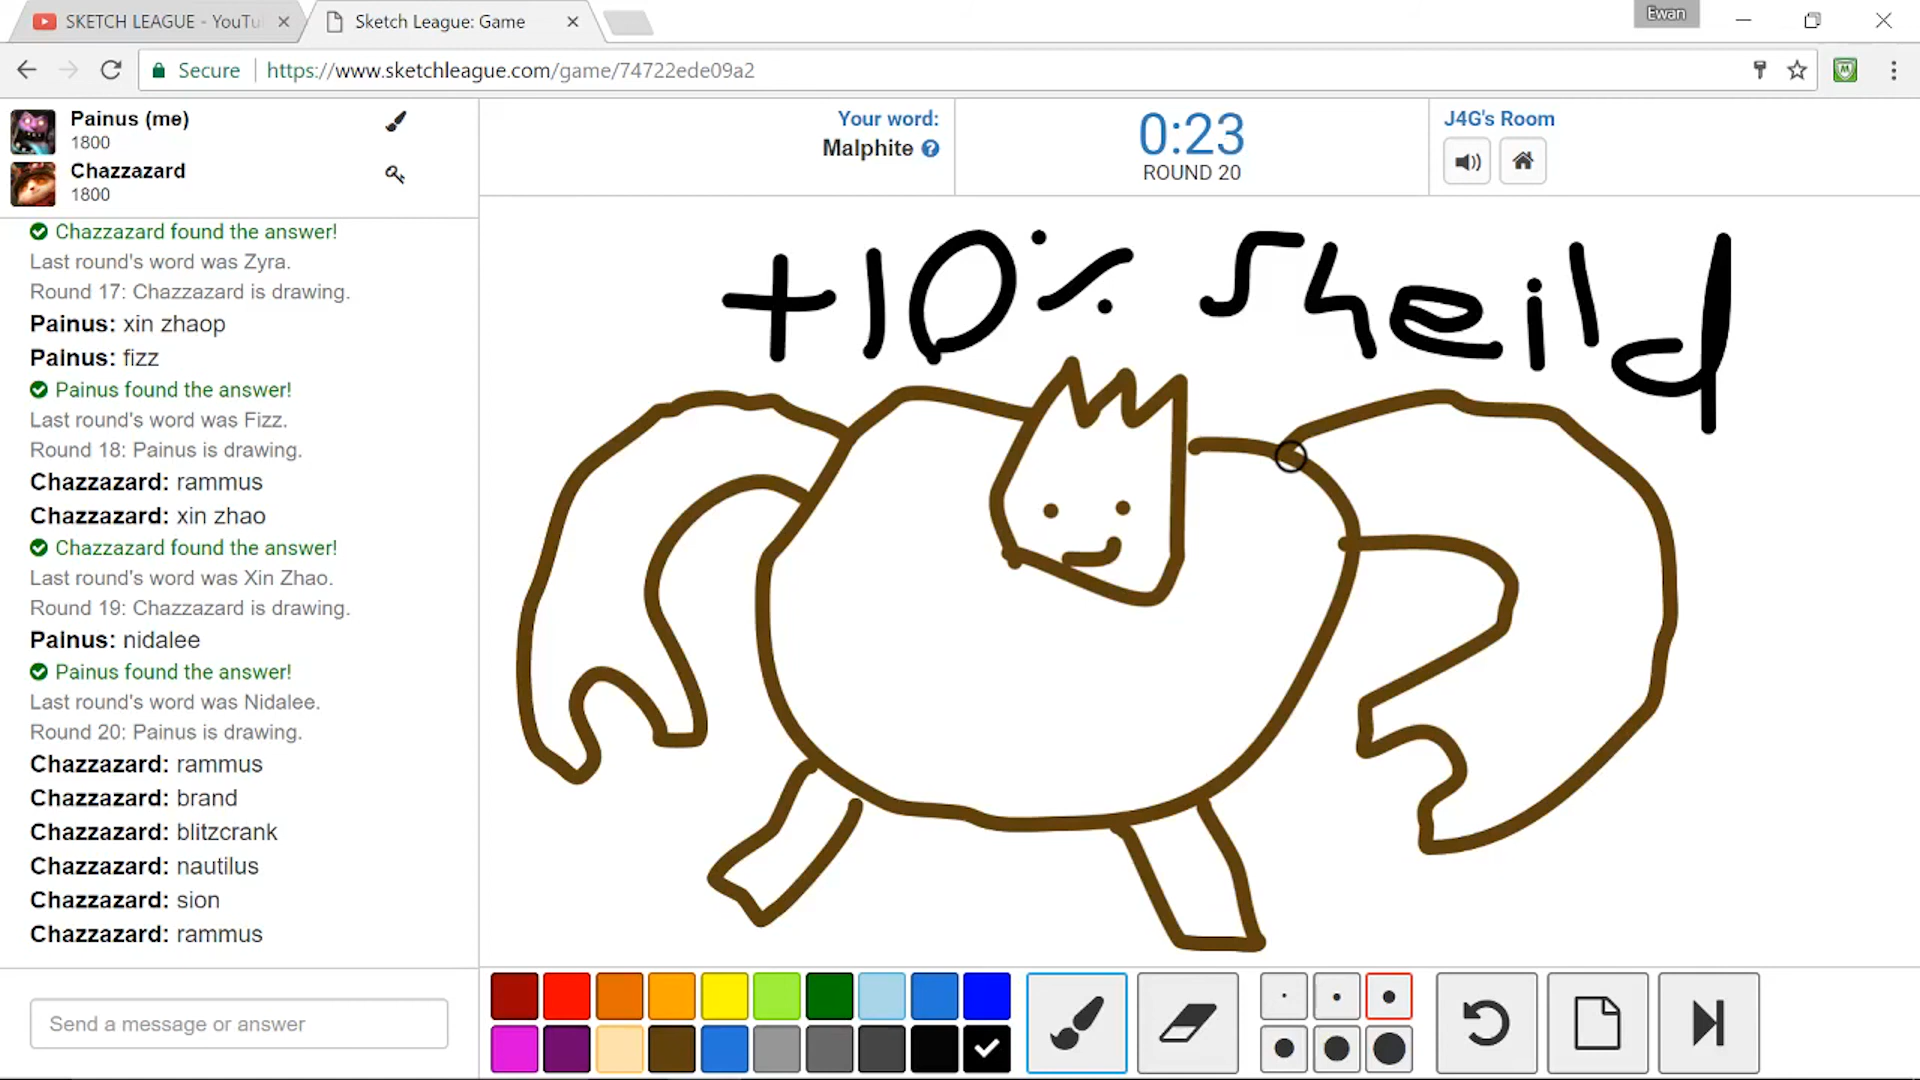 SKETCH LEAGUE - YouTu
Sketch League: Game
Ewan
Secure
https://www.sketchleague.com/game/74722ede09a2
Painus (me)
1800
Chazzazard
1800
Your word:
Malphite
0:23
ROUND 20
J4G's Room
Chazzazard found the answer!
Last round's word was Zyra.
Round 17: Chazzazard is drawing.
Painus: xin zhaop
Painus: fizz
Painus found the answer!
Last round's word was Fizz.
Round 18: Painus is drawing.
Chazzazard: rammus
Chazzazard: xin zhao
Chazzazard found the answer!
Last round's word was Xin Zhao.
Round 19: Chazzazard is drawing.
Painus: nidalee
Painus found the answer!
Last round's word was Nidalee.
Round 20: Painus is drawing.
Chazzazard: rammus
Chazzazard: brand
Chazzazard: blitzcrank
Chazzazard: nautilus
Chazzazard: sion
Chazzazard: rammus
Send a message or answer
+10% sheild